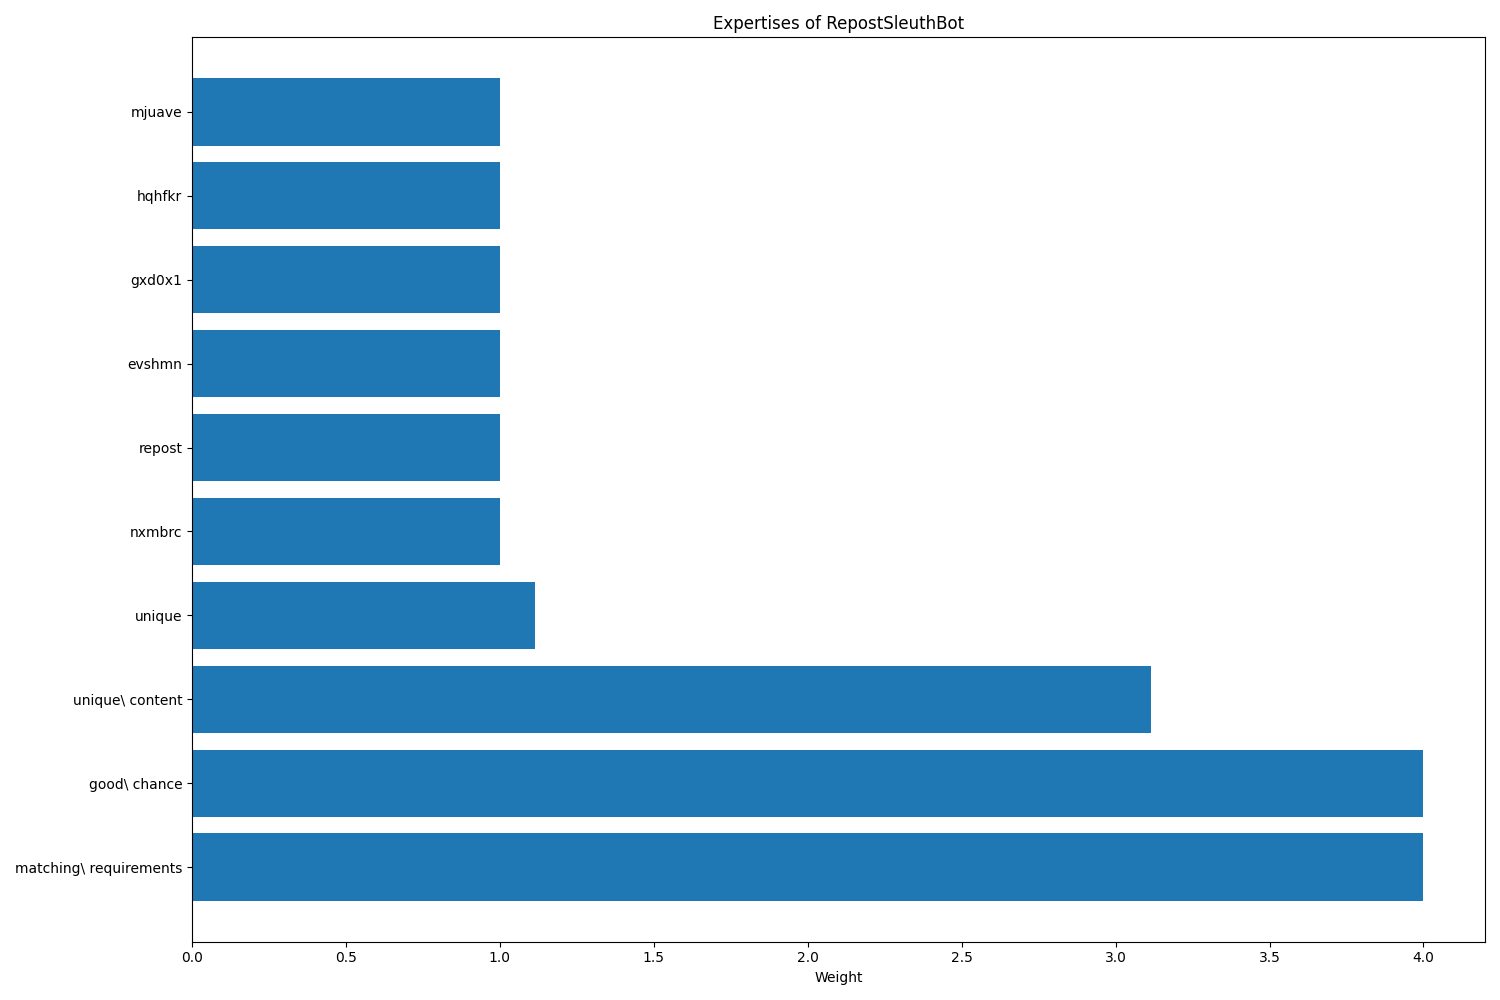 Expertises of RepostSleuthBot
mjuave
hqhfkr
gxd0x1
evshmn
repost
nxmbrc
unique
unique\ content
good\ chance
matching\ requirements
0.0 0.5 1.0 1.5 2.0 2.5 3.0 3.5 4.0
Weight